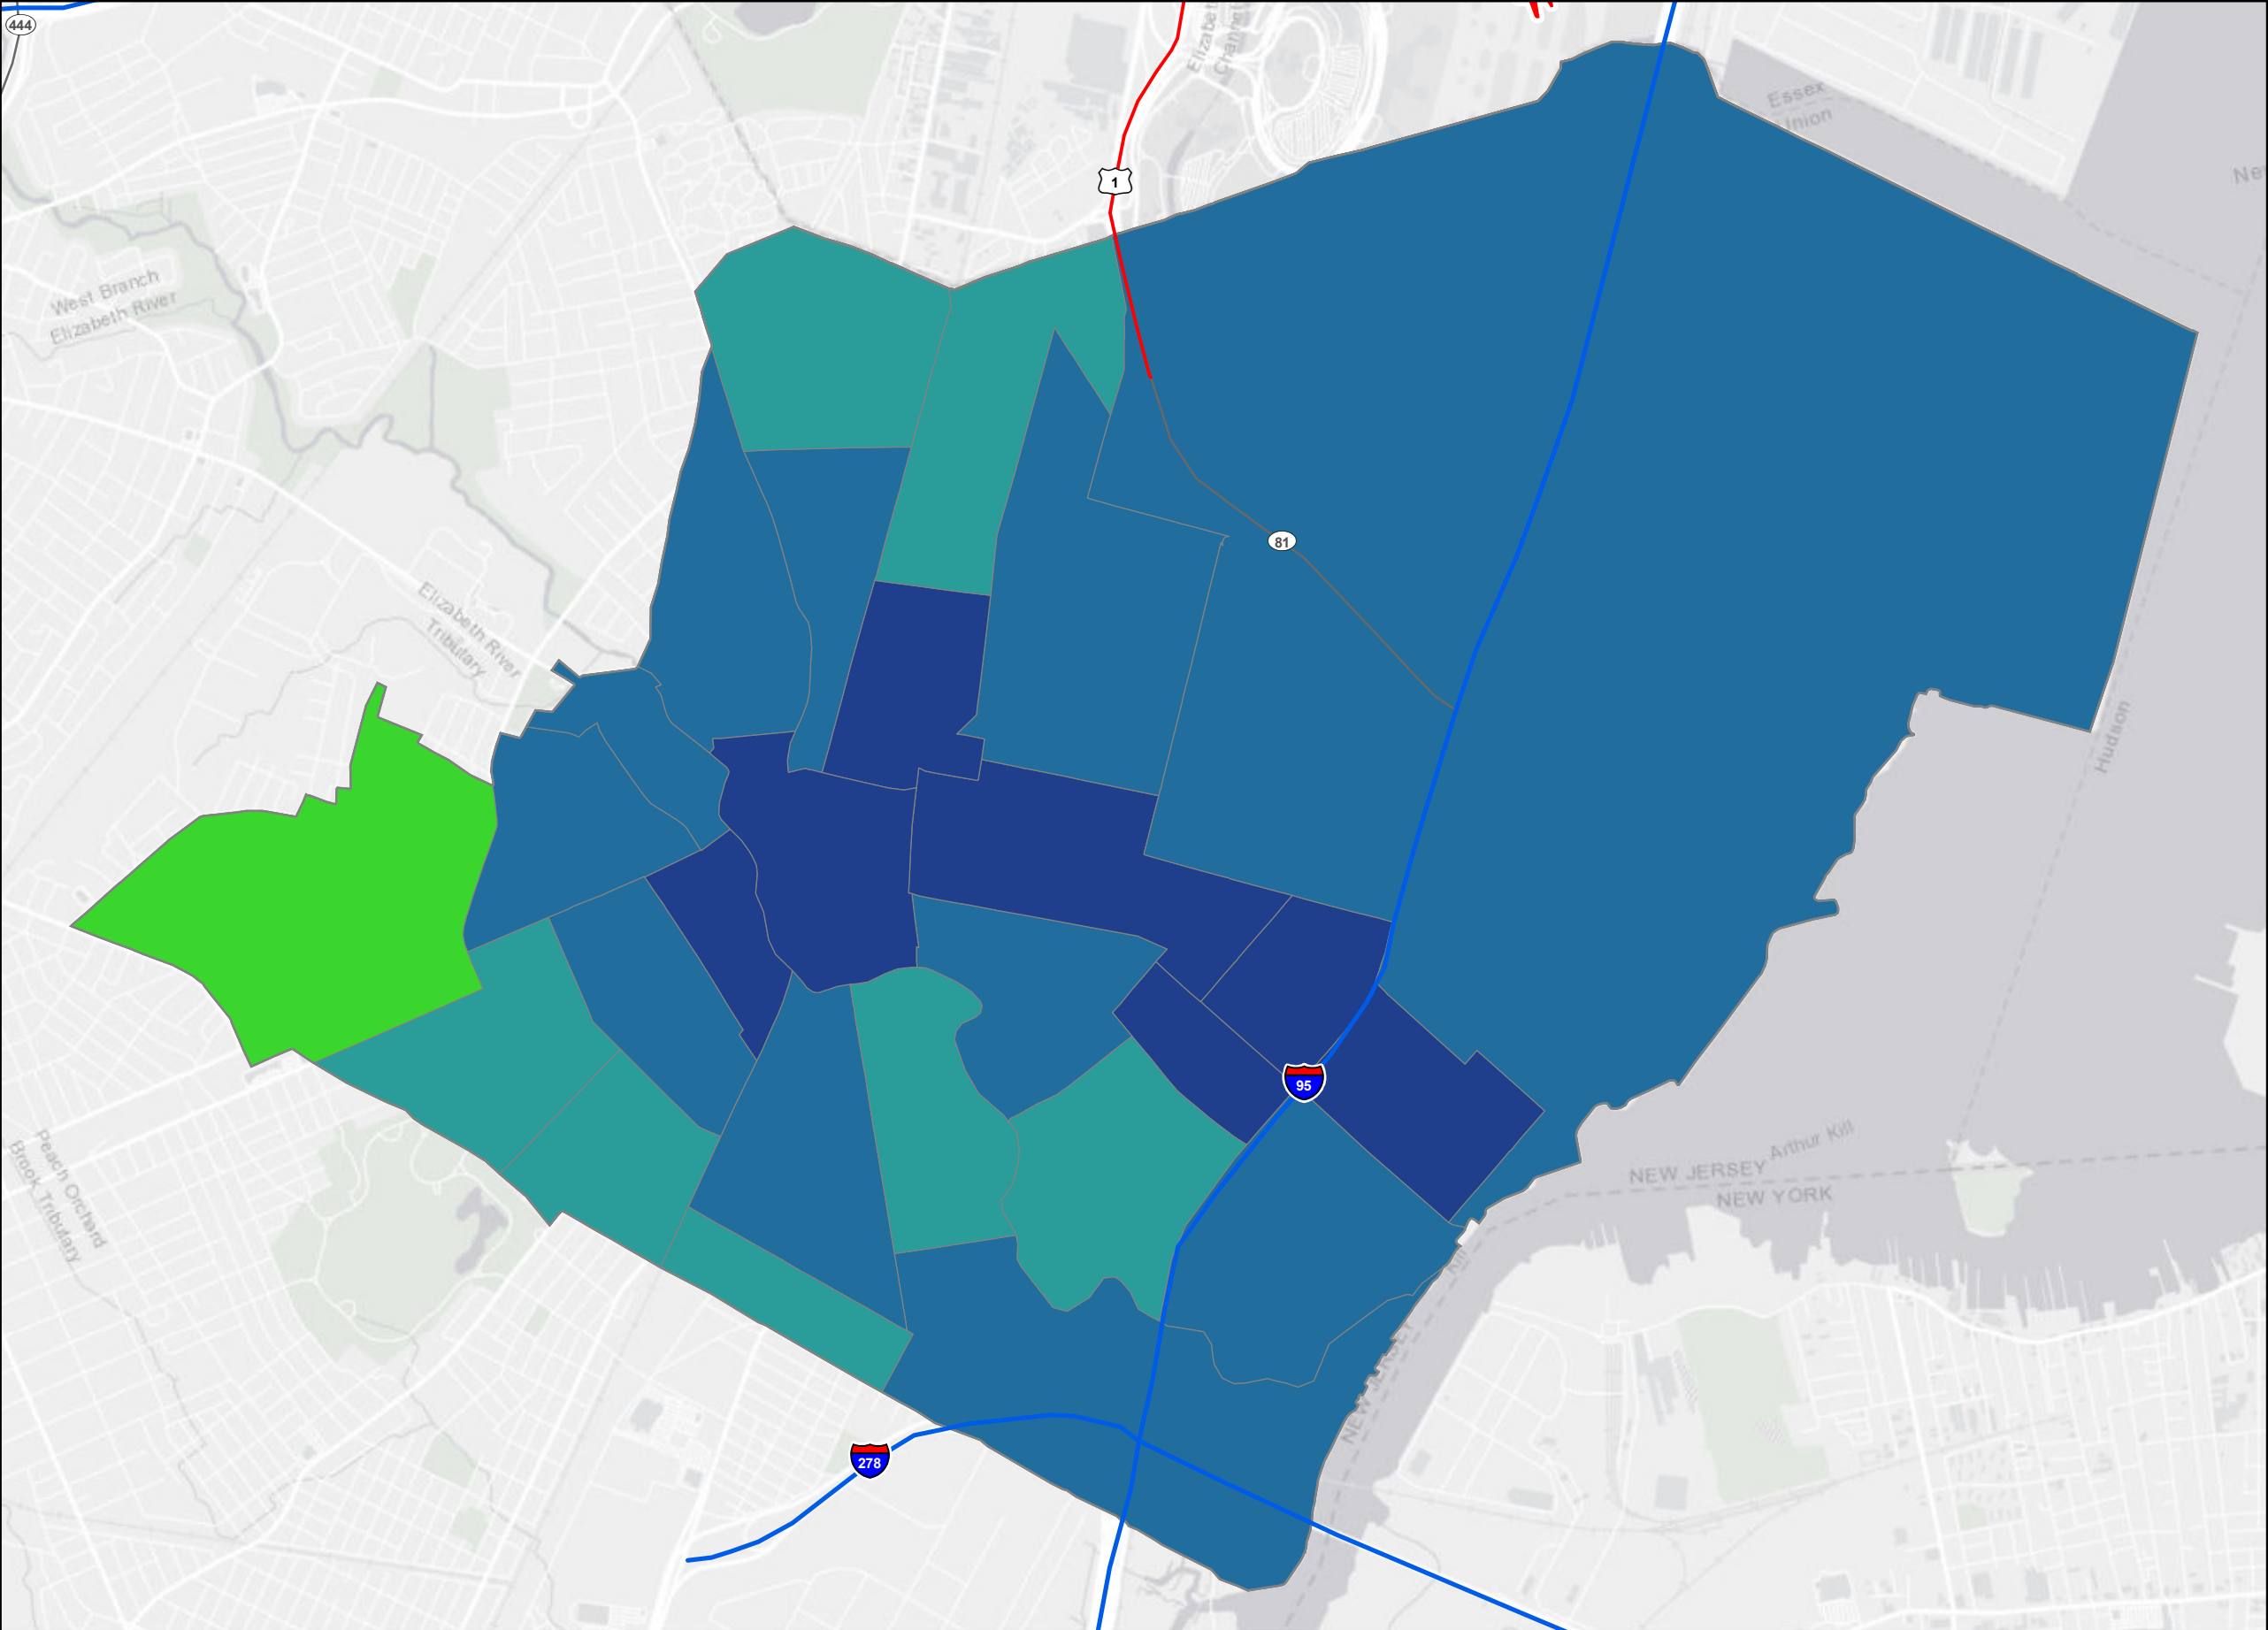 444
Elizabeth
Channel
Essex
Union
1
West Branch
Elizabeth River
81
Elizabeth River
Tributary
Hudson
95
Arthur Kill
NEW JERSEY
NEW YORK
Peach Orchard
Brook Tributary
Kill
NEW JERSEY
278